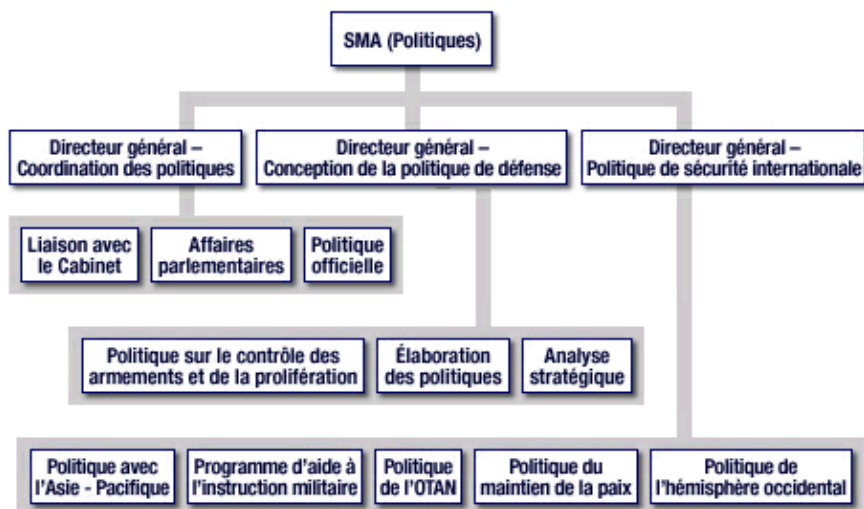 SMA (Politiques)
Directeur général –
Coordination des politiques
Directeur général –
Conception de la politique de défense
Directeur général –
Politique de sécurité internationale
Liaison avec
le Cabinet
Affaires
parlementaires
Politique
officielle
Politique sur le contrôle des
armements et de la prolifération
Élaboration
des politiques
Analyse
stratégique
Politique avec
l'Asie - Pacifique
Programme d'aide à
l'instruction militaire
Politique
de l'OTAN
Politique du
maintien de la paix
Politique de
l'hémisphère occidental